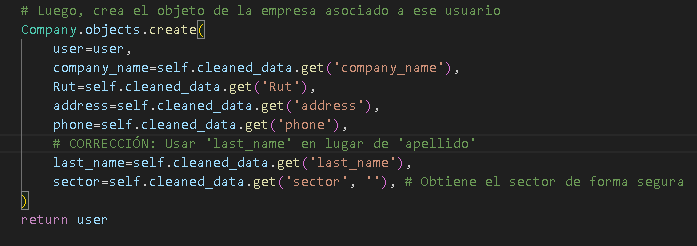 # Luego, crea el objeto de la empresa asociado a ese usuario
Company.objects.create(
    user=user,
    company_name=self.cleaned_data.get('company_name'),
    Rut=self.cleaned_data.get('Rut'),
    address=self.cleaned_data.get('address'),
    phone=self.cleaned_data.get('phone'),
    # CORRECCIÓN: Usar 'last_name' en lugar de 'apellido'
    last_name=self.cleaned_data.get('last_name'),
    sector=self.cleaned_data.get('sector', ''), # Obtiene el sector de forma segura
)
return user